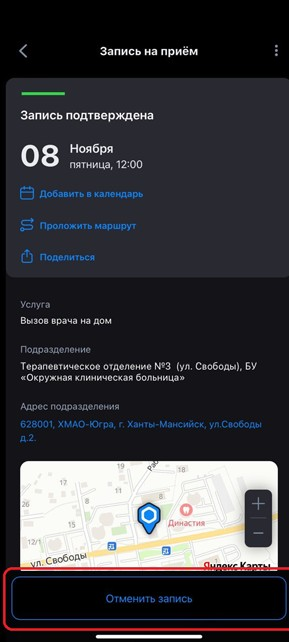 Запись на приём
Запись подтверждена
08
Ноября
пятница, 12:00
Добавить в календарь
Проложить маршрут
Поделиться
Услуга
Вызов врача на дом
Подразделение
Терапевтическое отделение №3 (ул. Свободы), БУ
«Окружная клиническая больница»
Адрес подразделения
628001, ХМАО-Югра, г. Ханты-Мансийск, ул.Свободы
д.2.
17
12
14
Династия
ул. Свободы
Яндекс Карты
Отменить запись